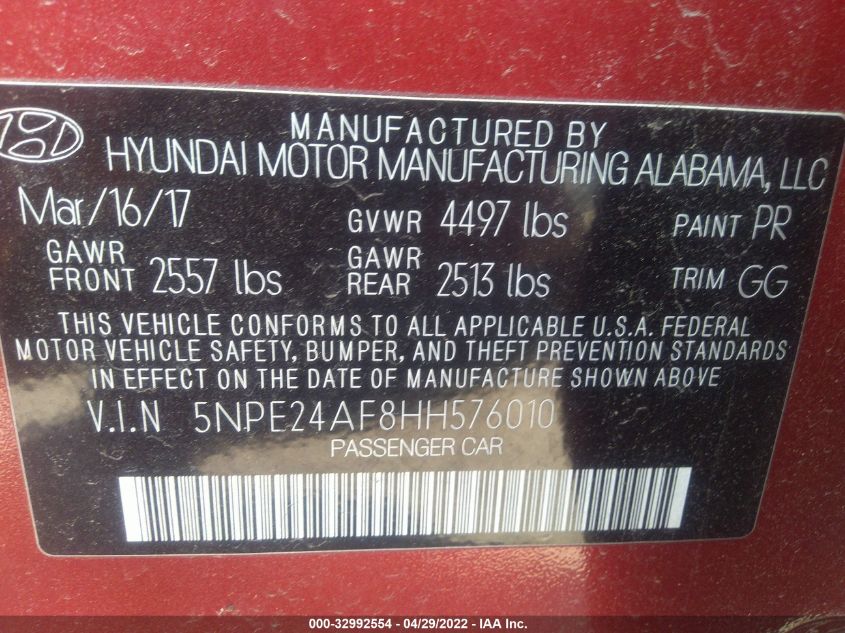 MANUFACTURED BY
HYUNDAI MOTOR MANUFACTURING ALABAMA, LLC
Mar/16/17 GVWR 4497 lbs PAINT PR
GAWR FRONT 2557 lbs GAWR REAR 2513 lbs TRIM GG
THIS VEHICLE CONFORMS TO ALL APPLICABLE U.S.A. FEDERAL
MOTOR VEHICLE SAFETY, BUMPER, AND THEFT PREVENTION STANDARDS
IN EFFECT ON THE DATE OF MANUFACTURE SHOWN ABOVE
V.I.N 5NPE24AF8HH576010
PASSENGER CAR
000-32992554 - 04/29/2022 - IAA Inc.